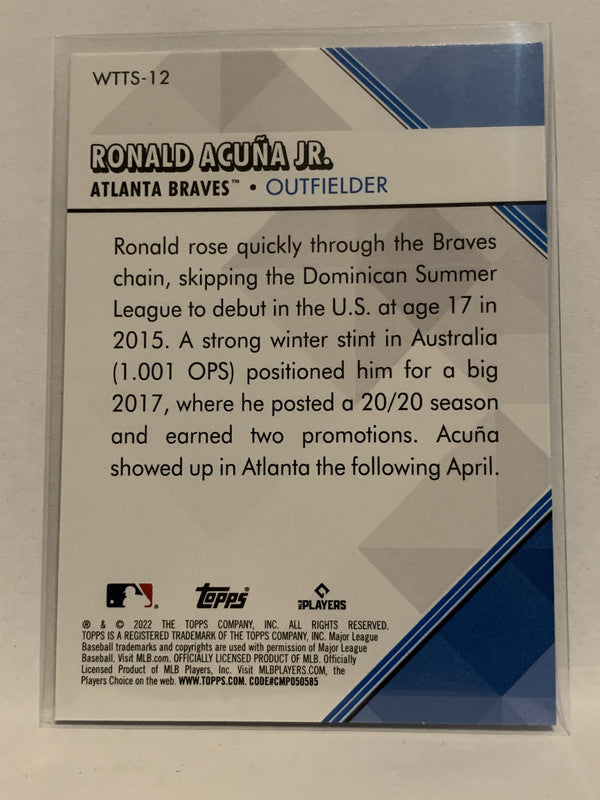 WTTS-12
RONALD ACUÑA JR.
ATLANTA BRAVES™ • OUTFIELDER
Ronald rose quickly through the Braves
chain, skipping the Dominican Summer
League to debut in the U.S. at age 17 in
2015. A strong winter stint in Australia
(1.001 OPS) positioned him for a big
2017, where he posted a 20/20 season
and earned two promotions. Acuña
showed up in Atlanta the following April.
topps MLB PLAYERS
® & © 2022 THE TOPPS COMPANY, INC. ALL RIGHTS RESERVED.
TOPPS IS A REGISTERED TRADEMARK OF THE TOPPS COMPANY, INC. Major League
Baseball trademarks and copyrights are used with permission of Major League
Baseball. Visit MLB.com. OFFICIALLY LICENSED PRODUCT OF MLB. Officially
Licensed Product of MLB Players, Inc. Visit MLBPLAYERS.COM, the
Players Choice on the web. WWW.TOPPS.COM. CODE#CMP050585